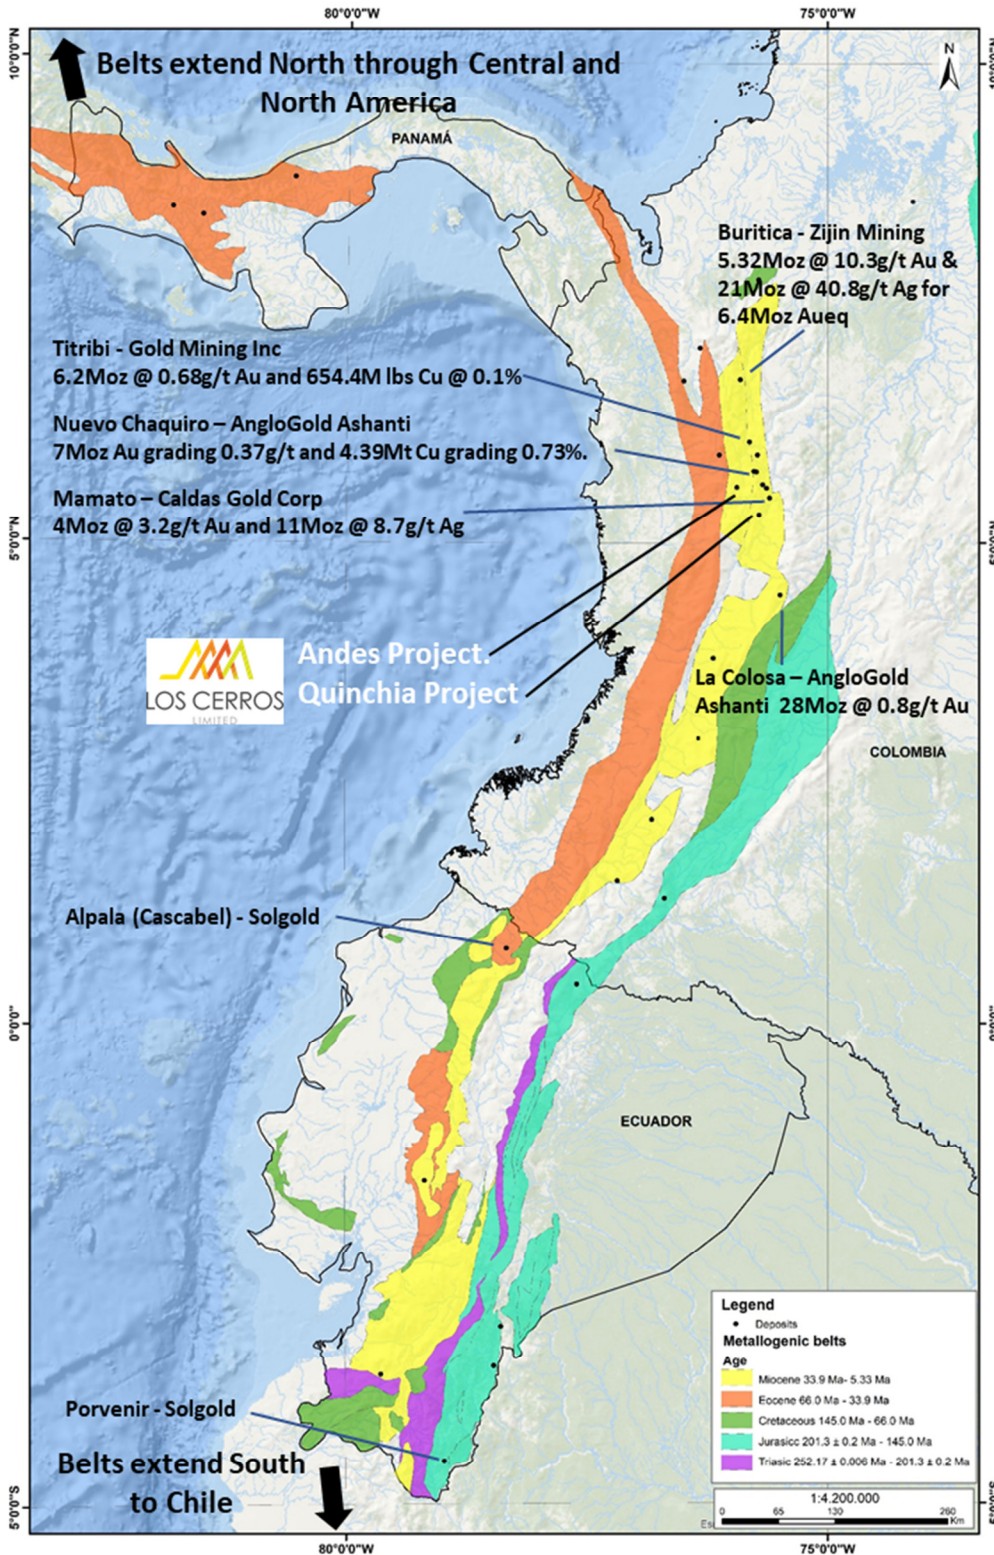 80°0'0"W
75°0'0"W
10°0'0"N
Belts extend North through Central and
North America
N
PANAMÁ
Buritica - Zijin Mining
5.32Moz @ 10.3g/t Au &
21Moz @ 40.8g/t Ag for
6.4Moz Aueq
Titribi - Gold Mining Inc
6.2Moz @ 0.68g/t Au and 654.4M lbs Cu @ 0.1%
Nuevo Chaquiro – AngloGold Ashanti
7Moz Au grading 0.37g/t and 4.39Mt Cu grading 0.73%.
Mamato – Caldas Gold Corp
4Moz @ 3.2g/t Au and 11Moz @ 8.7g/t Ag
5°0'0"N
5°0'0"N
LOS CERROS
LIMITED
Andes Project.
Quinchia Project
La Colosa – AngloGold
Ashanti 28Moz @ 0.8g/t Au
COLOMBIA
Alpala (Cascabel) - Solgold
0°0'0"
0°0'0"
ECUADOR
Porvenir - Solgold
Belts extend South
to Chile
Legend
Deposits
Metallogenic belts
Age
Miocene 33.9 Ma- 5.33 Ma
Eocene 66.0 Ma - 33.9 Ma
Cretaceous 145.0 Ma - 66.0 Ma
Jurasicc 201.3 ± 0.2 Ma - 145.0 Ma
Triasic 252.17 ± 0.006 Ma - 201.3 ± 0.2 Ma
1:4.200.000
0 65 130 260
Km
5°0'0"S
80°0'0"W
75°0'0"W